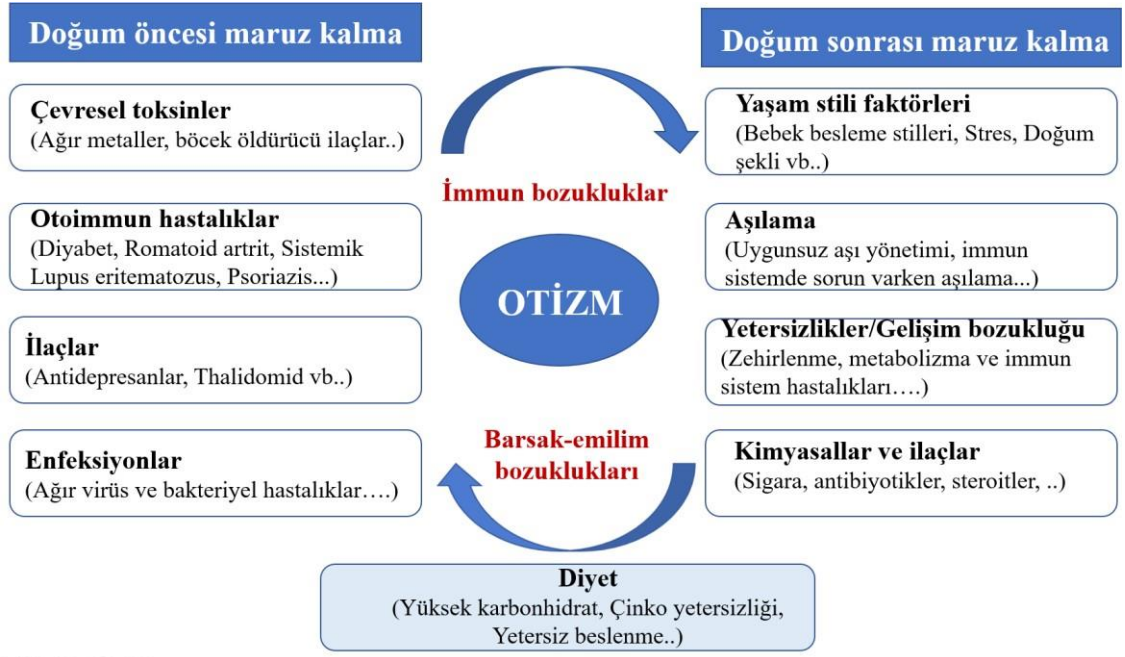 Doğum öncesi maruz kalma
Çevresel toksinler
(Ağır metaller, böcek öldürücü ilaçlar..)
Otoimmun hastalıklar
(Diyabet, Romatoid artrit, Sistemik
Lupus eritematozus, Psoriazis...)
İlaçlar
(Antidepresanlar, Thalidomid vb..)
Enfeksiyonlar
(Ağır virüs ve bakteriyel hastalıklar….)
İmmun bozukluklar
OTİZM
Barsak-emilim
bozuklukları
Doğum sonrası maruz kalma
Yaşam stili faktörleri
(Bebek besleme stilleri, Stres, Doğum
şekli vb..)
Aşılama
(Uygunsuz aşı yönetimi, immun
sistemde sorun varken aşılama...)
Yetersizlikler/Gelişim bozukluğu
(Zehirlenme, metabolizma ve immun
sistem hastalıkları….)
Kimyasallar ve ilaçlar
(Sigara, antibiyotikler, steroitler, ..)
Diyet
(Yüksek karbonhidrat, Çinko yetersizliği,
Yetersiz beslenme..)